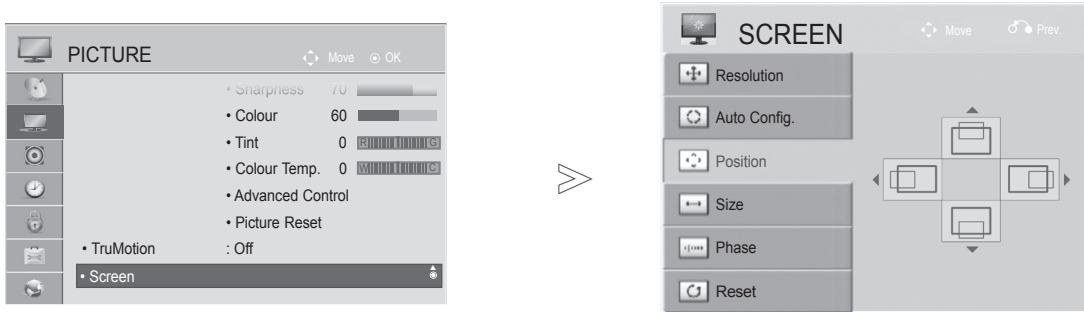 PICTURE
Move OK
• Sharpness 70
• Colour 60
• Tint 0 R G
• Colour Temp. 0 W C
• Advanced Control
• Picture Reset
• TruMotion : Off
• Screen
SCREEN
Move Prev.
Resolution
Auto Config.
Position
Size
Phase
Reset